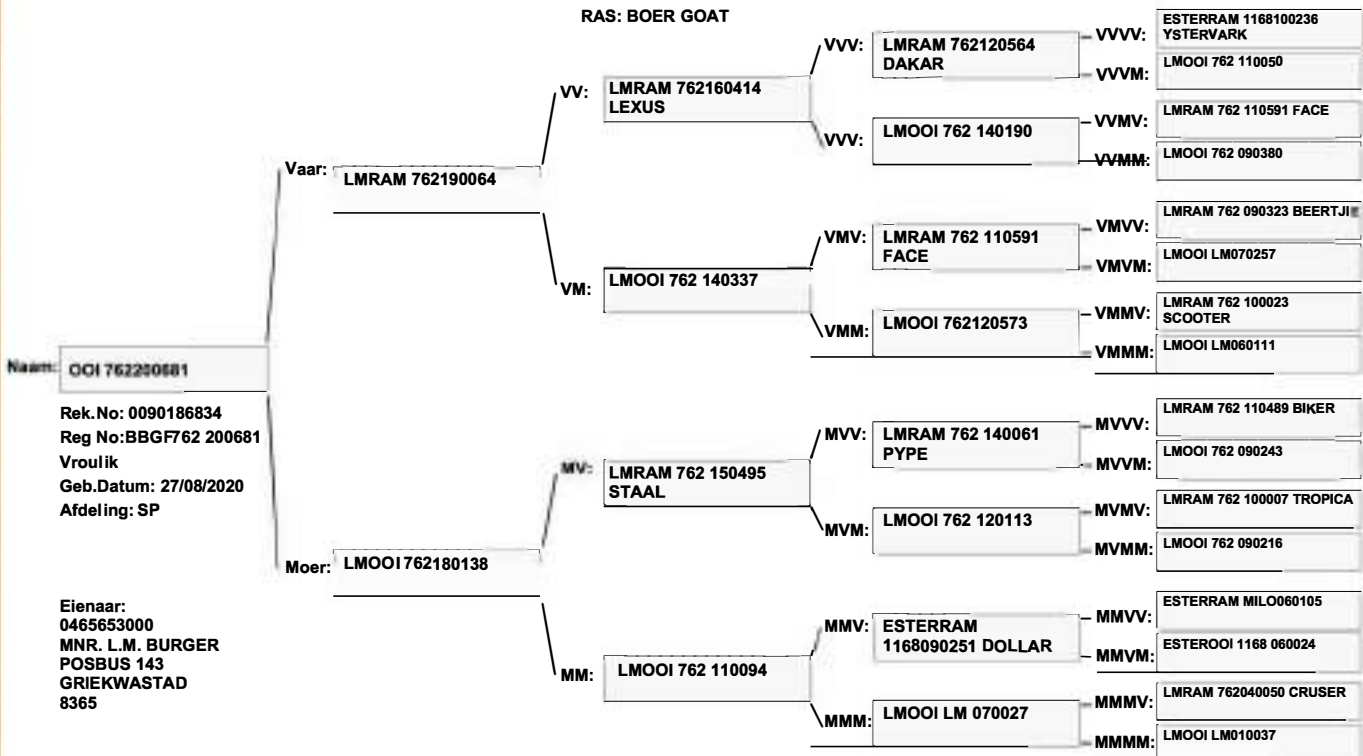 RAS: BOER GOAT
Naam: OOI 762200681
Rek.No: 0090186834
Reg No:BBGF762 200681
Vroulik
Geb.Datum: 27/08/2020
Afdeling: SP
Eienaar:
0465653000
MNR. L.M. BURGER
POSBUS 143
GRIEKWASTAD
8365
Vaar: LMRAM 762190064
Moer: LMOOI 762180138
VV: LMRAM 762160414
LEXUS
VM: LMOOI 762 140337
MV: LMRAM 762 150495
STAAL
MM: LMOOI 762 110094
VVV: LMRAM 762120564
DAKAR
VVV: LMOOI 762 140190
VMV: LMRAM 762 110591
FACE
VMM: LMOOI 762120573
MVV: LMRAM 762 140061
PYPE
MVM: LMOOI 762 120113
MMV: ESTERRAM
1168090251 DOLLAR
MMM: LMOOI LM 070027
VVVV: ESTERRAM 1168100236
YSTERVARK
VVVM: LMOOI 762 110050
VVMV: LMRAM 762 110591 FACE
VVMM: LMOOI 762 090380
VMVV: LMRAM 762 090323 BEERTJIE
VMVM: LMOOI LM070257
VMMV: LMRAM 762 100023
SCOOTER
VMMM: LMOOI LM060111
MVVV: LMRAM 762 110489 BIKER
MVVM: LMOOI 762 090243
MVMV: LMRAM 762 100007 TROPICA
MVMM: LMOOI 762 090216
MMVV: ESTERRAM MILO060105
MMVM: ESTEROOI 1168 060024
MMMV: LMRAM 762040050 CRUSER
MMMM: LMOOI LM010037